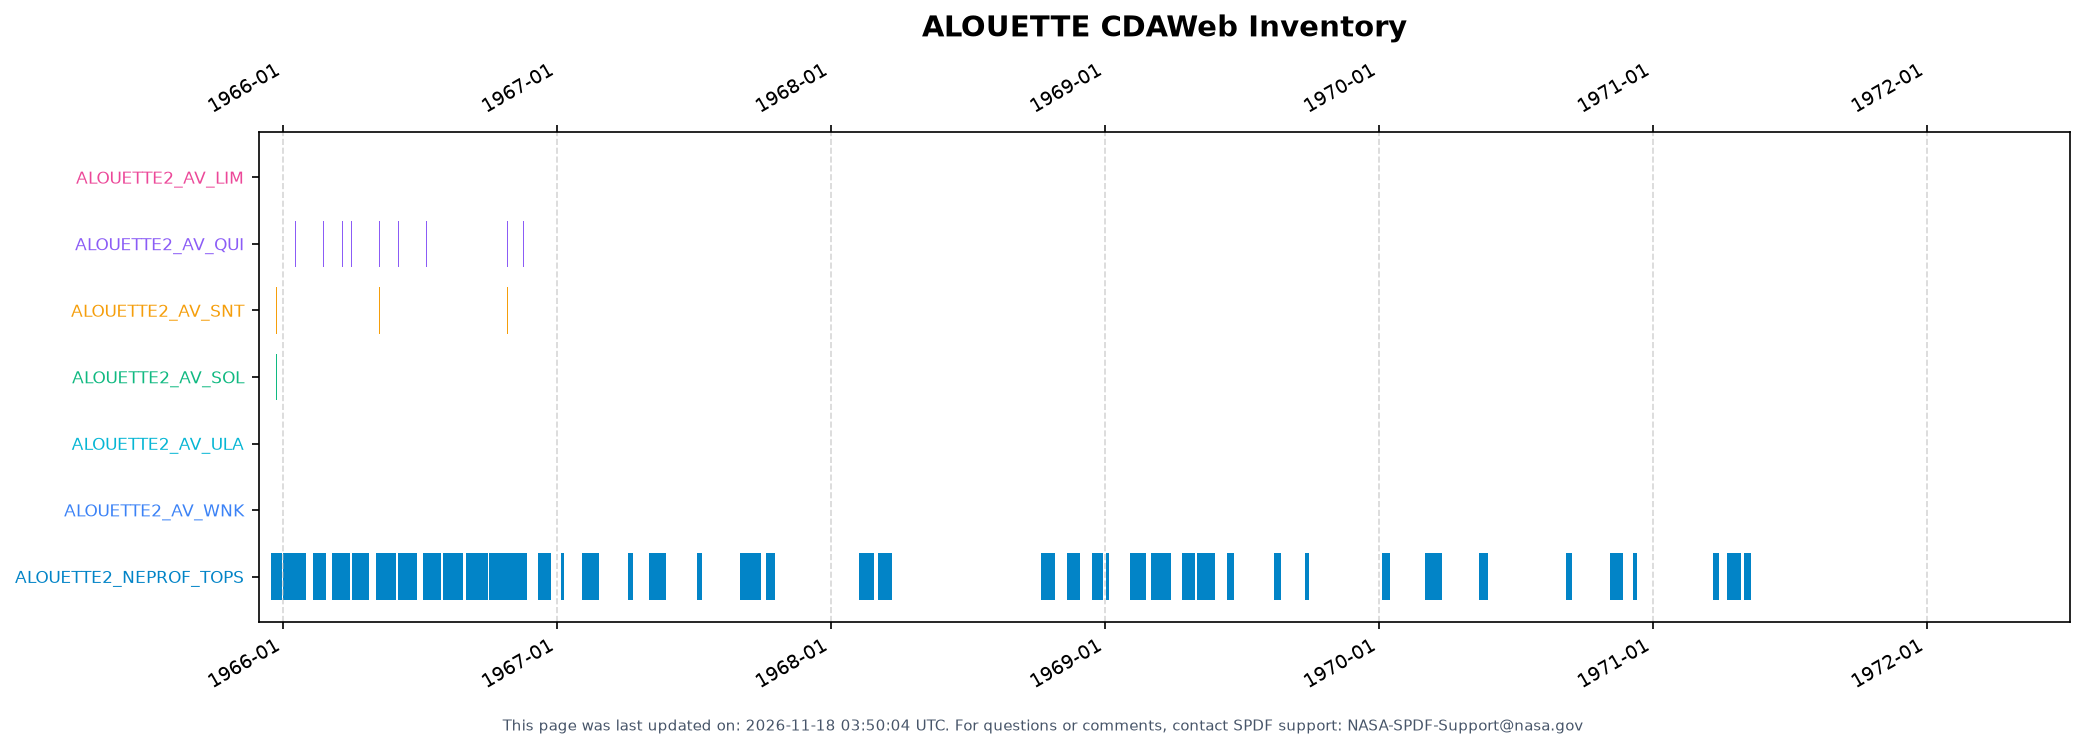 ALOUETTE CDAWeb Inventory
1966-01 1967-01 1968-01 1969-01 1970-01 1971-01 1972-01
ALOUETTE2_AV_LIM
ALOUETTE2_AV_QUI
ALOUETTE2_AV_SNT
ALOUETTE2_AV_SOL
ALOUETTE2_AV_ULA
ALOUETTE2_AV_WNK
ALOUETTE2_NEPROF_TOPS
1966-01 1967-01 1968-01 1969-01 1970-01 1971-01 1972-01
This page was last updated on: 2026-11-18 03:50:04 UTC. For questions or comments, contact SPDF support: NASA-SPDF-Support@nasa.gov